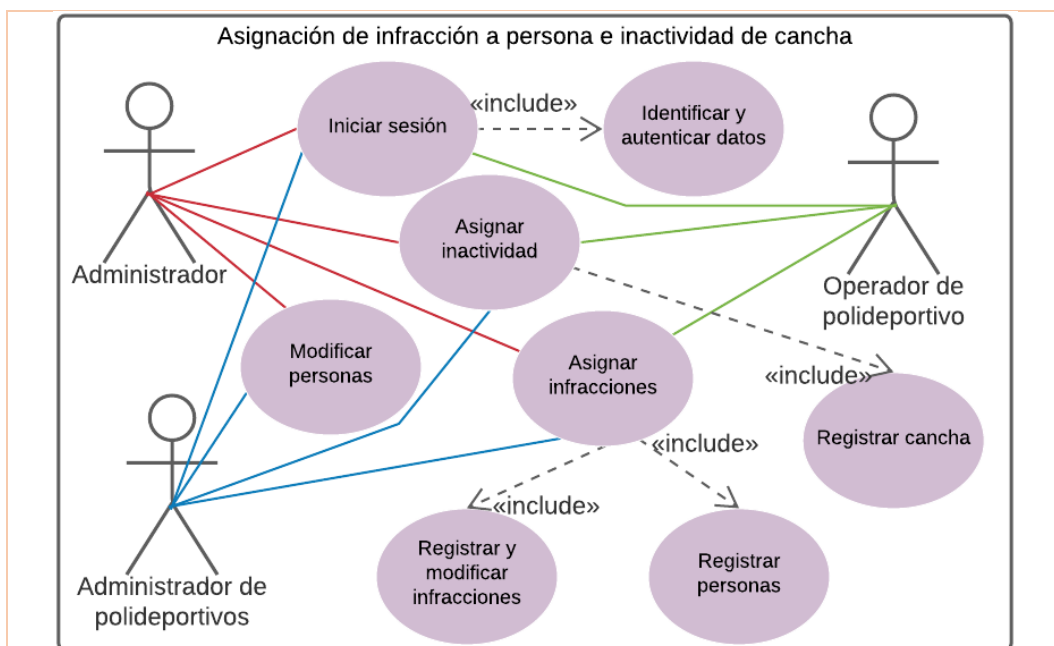 Asignación de infracción a persona e inactividad de cancha
Iniciar sesión
«include»
Identificar y
autenticar datos
Administrador
Asignar
inactividad
Operador de
polideportivo
Modificar
personas
Asignar
infracciones
«include»
Registrar cancha
«include»
«include»
Registrar y
modificar
infracciones
Registrar
personas
Administrador de
polideportivos